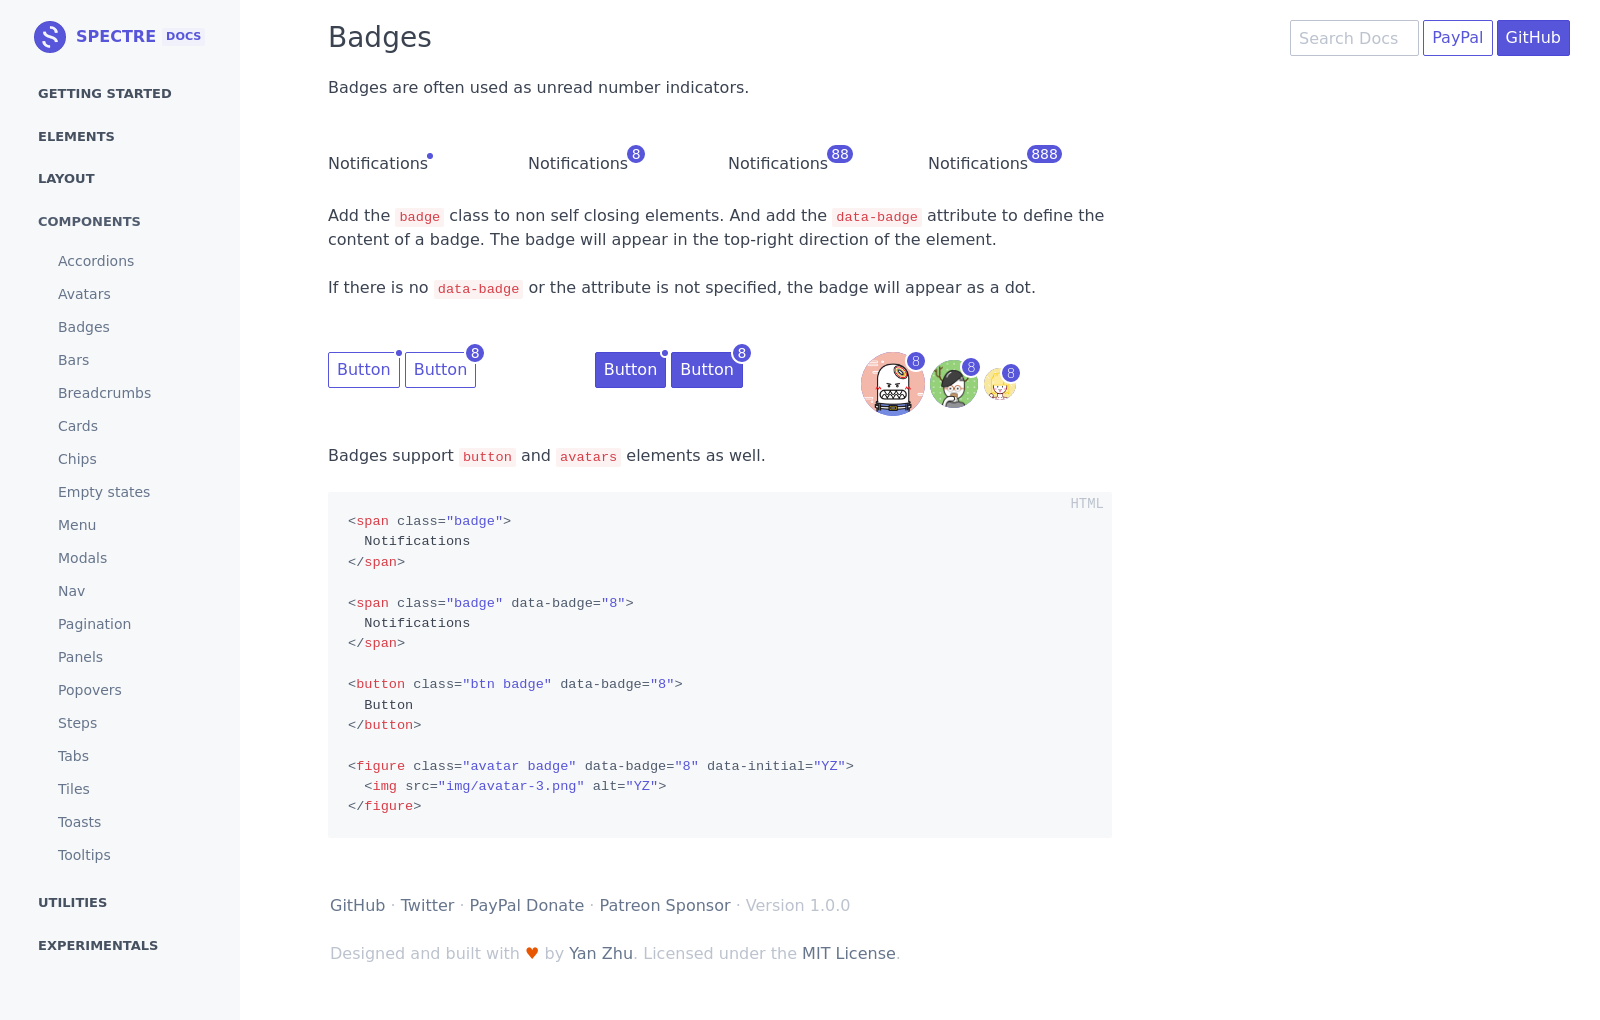 SPECTRE DOCS
GETTING STARTED
ELEMENTS
LAYOUT
COMPONENTS
Accordions
Avatars
Badges
Bars
Breadcrumbs
Cards
Chips
Empty states
Menu
Modals
Nav
Pagination
Panels
Popovers
Steps
Tabs
Tiles
Toasts
Tooltips
UTILITIES
EXPERIMENTALS
Badges
Search Docs PayPal GitHub
Badges are often used as unread number indicators.
Notifications Notifications 8 Notifications 88 Notifications 888
Add the badge class to non self closing elements. And add the data-badge attribute to define the
content of a badge. The badge will appear in the top-right direction of the element.
If there is no data-badge or the attribute is not specified, the badge will appear as a dot.
Button Button 8 Button Button 8 8 8 8
Badges support button and avatars elements as well.
HTML
<span class="badge">
  Notifications
</span>
<span class="badge" data-badge="8">
  Notifications
</span>
<button class="btn badge" data-badge="8">
  Button
</button>
<figure class="avatar badge" data-badge="8" data-initial="YZ">
  <img src="img/avatar-3.png" alt="YZ">
</figure>
GitHub · Twitter · PayPal Donate · Patreon Sponsor · Version 1.0.0
Designed and built with ♥ by Yan Zhu. Licensed under the MIT License.